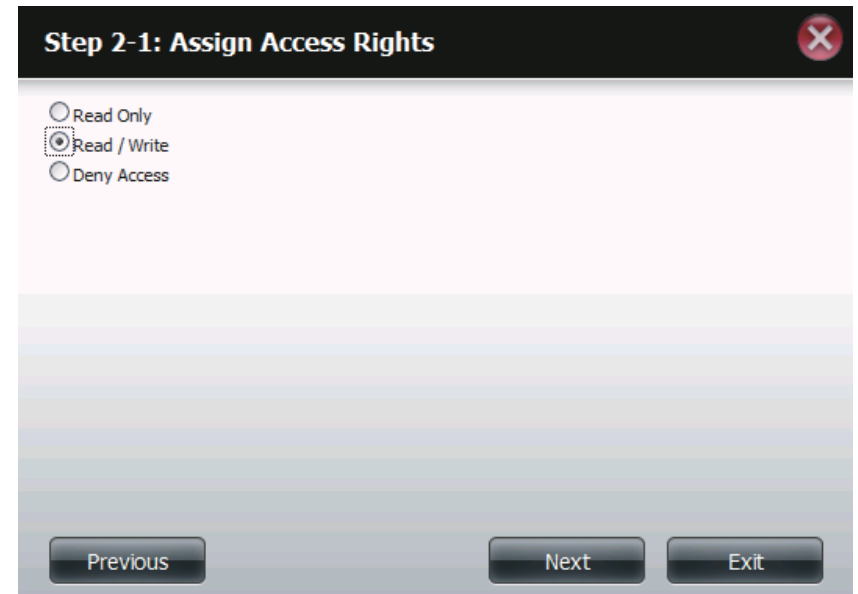 Step 2-1: Assign Access Rights
Read Only
Read / Write
Deny Access
Previous Next Exit